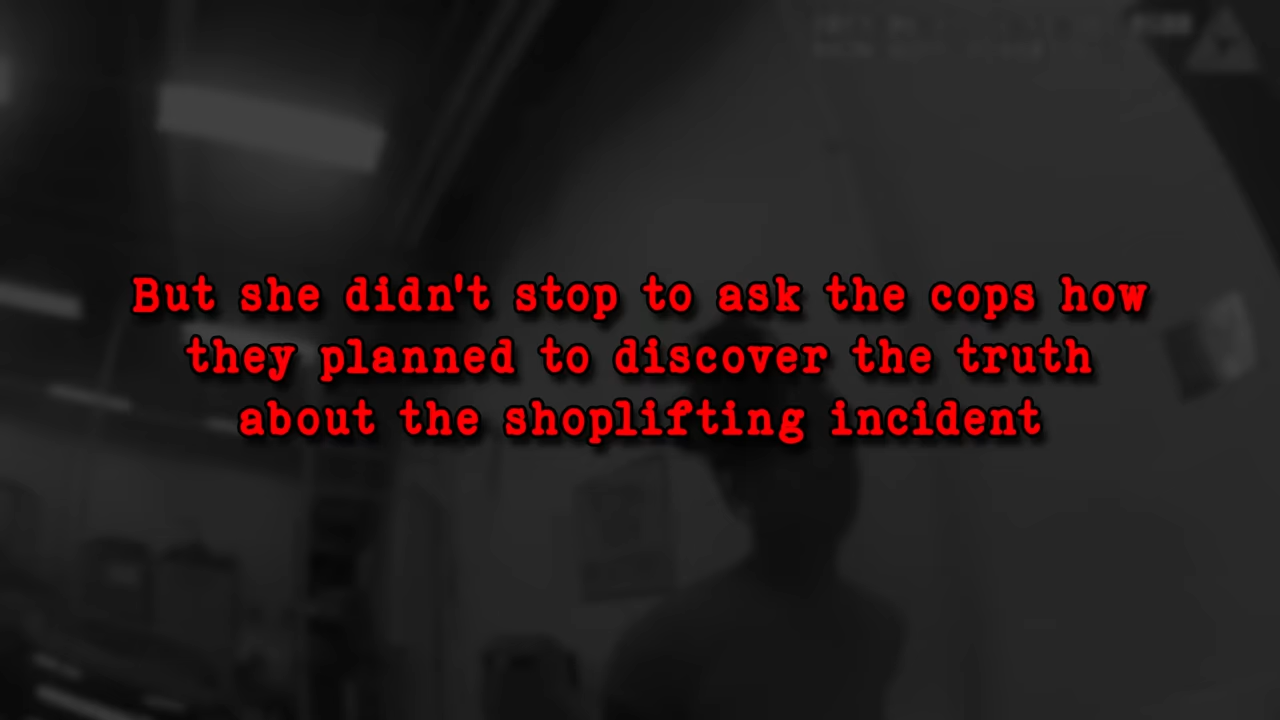 But she didn't stop to ask the cops how
they planned to discover the truth
about the shoplifting incident